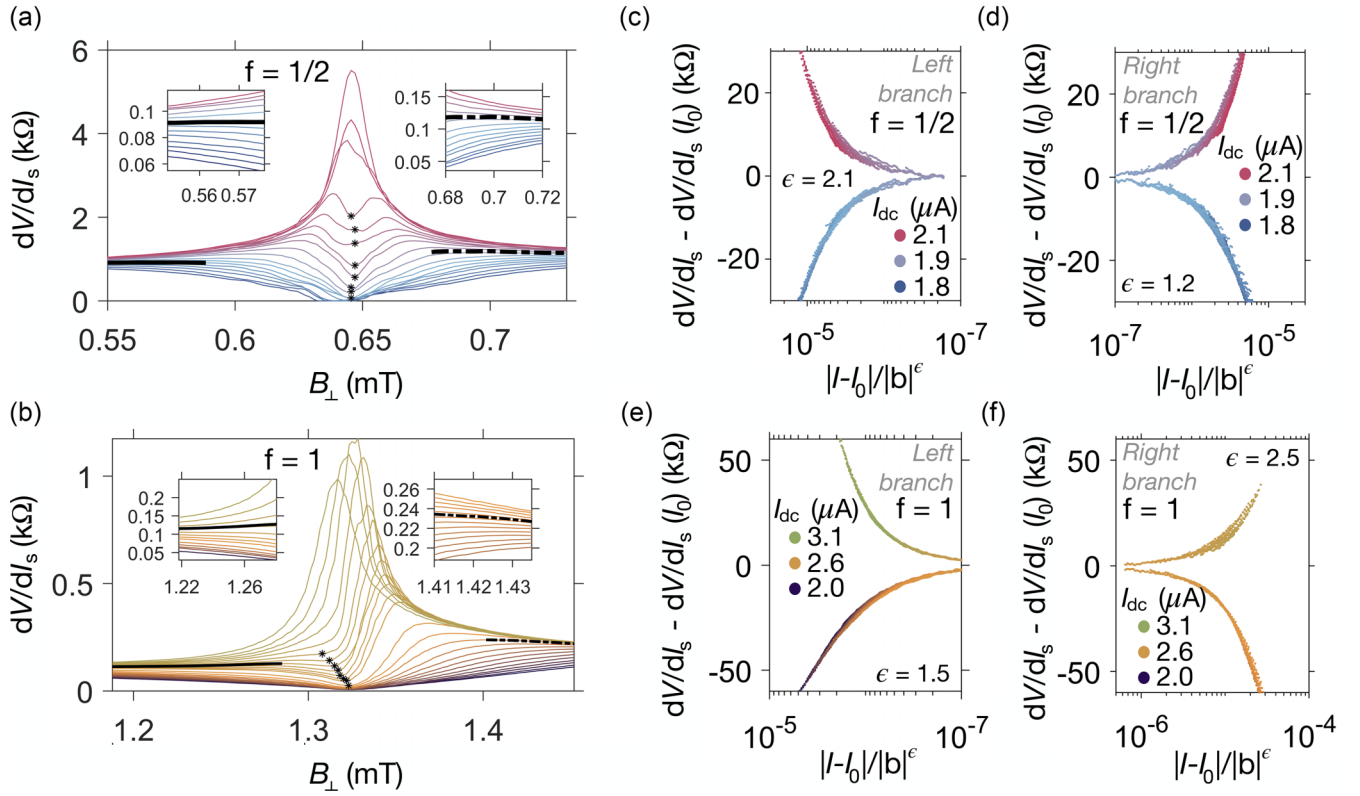 (a)
6
4
2
0
dV/dIₛ (kΩ)
f = 1/2
0.1
0.08
0.06
0.56
0.57
0.15
0.1
0.05
0.68
0.7
0.72
0.55
0.6
0.65
0.7
B⊥ (mT)
(b)
1
0.5
0
dV/dIₛ (kΩ)
f = 1
0.2
0.15
0.1
0.05
1.22
1.26
0.26
0.24
0.22
0.2
1.41
1.42
1.43
1.2
1.3
1.4
B⊥ (mT)
(c)
20
0
-20
dV/dIₛ - dV/dIₛ (I₀) (kΩ)
Left
branch
f = 1/2
ϵ = 2.1
I_dc (μA)
2.1
1.9
1.8
10⁻⁵
10⁻⁷
|I-I₀|/|b|^ϵ
(d)
20
0
-20
dV/dIₛ - dV/dIₛ (I₀) (kΩ)
Right
branch
f = 1/2
I_dc (μA)
2.1
1.9
1.8
ϵ = 1.2
10⁻⁷
10⁻⁵
|I-I₀|/|b|^ϵ
(e)
50
0
-50
dV/dIₛ - dV/dIₛ (I₀) (kΩ)
Left
branch
f = 1
I_dc (μA)
3.1
2.6
2.0
ϵ = 1.5
10⁻⁵
10⁻⁷
|I-I₀|/|b|^ϵ
(f)
50
0
-50
dV/dIₛ - dV/dIₛ (I₀) (kΩ)
Right
branch
f = 1
ϵ = 2.5
I_dc (μA)
3.1
2.6
2.0
10⁻⁶
10⁻⁴
|I-I₀|/|b|^ϵ